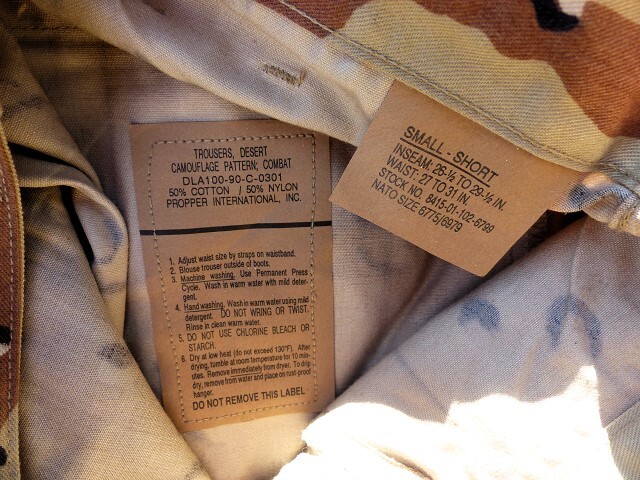 TROUSERS, DESERT
CAMOUFLAGE PATTERN; COMBAT
DLA100-90-C-0301
50% COTTON / 50% NYLON
PROPPER INTERNATIONAL, INC.
1. Adjust waist size by straps on waistband.
2. Blouse trouser outside of boots.
3. Machine washing. Use Permanent Press
Cycle. Wash in warm water with mild deter-
gent.
4. Hand washing. Wash in warm water using mild
detergent. DO NOT WRING OR TWIST.
Rinse in clean warm water.
5. DO NOT USE CHLORINE BLEACH OR
STARCH.
6. Dry at low heat (do not exceed 130°F). After
drying, tumble at room temperature for 10 min-
utes. Remove immediately from dryer. To drip
dry, remove from water and place on rust-proof
hanger.
DO NOT REMOVE THIS LABEL
SMALL - SHORT
INSEAM: 26-½ TO 29-½ IN.
WAIST: 27 TO 31 IN.
STOCK NO. 8415-01-102-6799
NATO SIZE 6775/6979